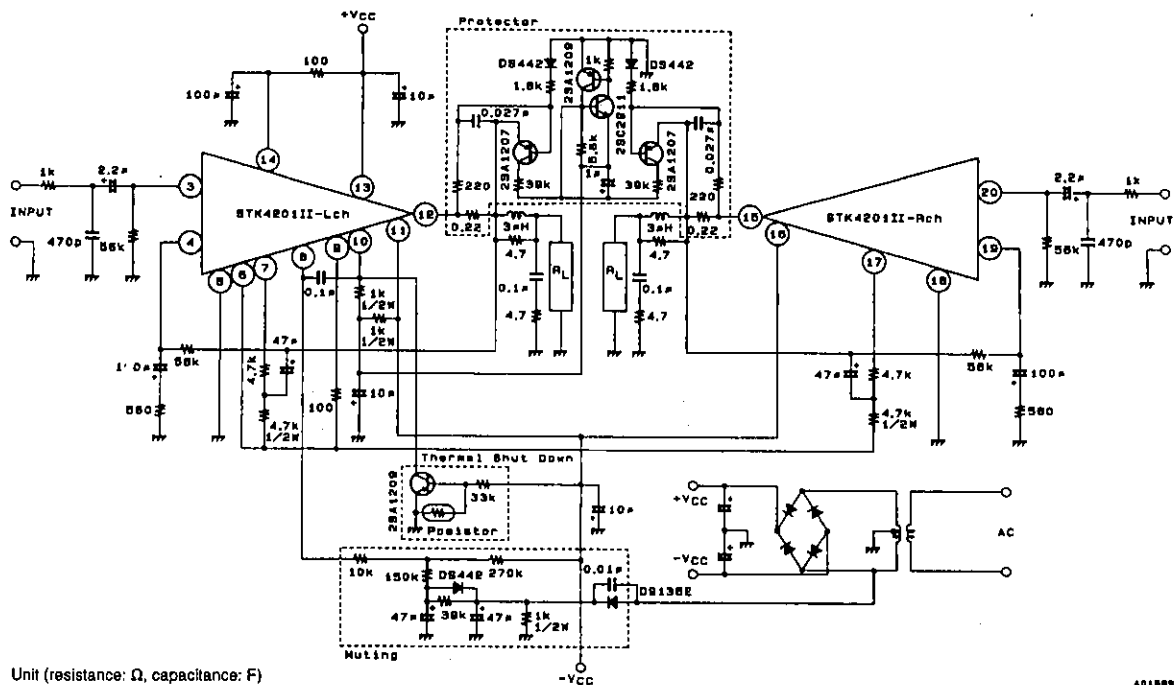 +VCC
Protector
100
100µ
10µ
DS442
1k
DS442
1.8k
2SA1209
2SC2911
1.8k
0.027µ
2SA1207
39k
1µ
39k
2SA1207
0.027µ
220
220
0.22
0.22
3µH
3µH
4.7
4.7
RL
RL
0.1µ
0.1µ
4.7
4.7
INPUT
1k
2.2µ
470p
56k
3
4
5
6
7
8
9
10
11
12
13
14
STK4201II-Lch
STK4201II-Rch
15
16
17
18
19
20
2.2µ
1k
INPUT
56k
470p
0.1µ
1k
1/2W
1k
1/2W
56k
47µ
4.7k
560
4.7k
1/2W
100
10µ
47µ
4.7k
4.7k
1/2W
56k
100µ
560
Thermal Shut Down
2SA1209
33k
Posistor
10µ
+VCC
-VCC
AC
10k
150k
DS442
270k
39k
47µ
47µ
1k
1/2W
0.01µ
Muting
-VCC
Unit (resistance: Ω, capacitance: F)